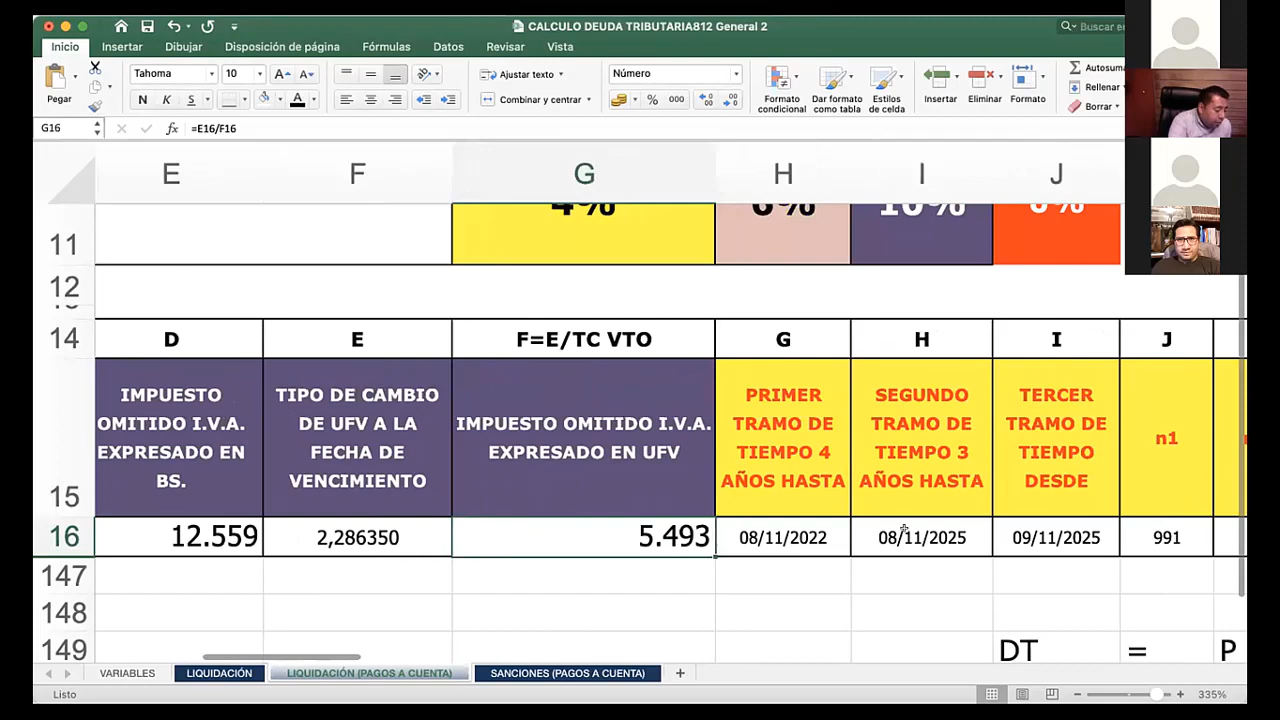 CALCULO DEUDA TRIBUTARIA812 General 2
Buscar en
Inicio Insertar Dibujar Disposición de página Fórmulas Datos Revisar Vista
Pegar
Tahoma 10
N K S
Ajustar texto
Combinar y centrar
Número
% 000
Formato condicional
Dar formato como tabla
Estilos de celda
Insertar
Eliminar
Formato
Autosuma
Rellenar
Borrar
G16 fx =E16/F16
E F G H I J
11 4% 6% 10% 6%
12
14 D E F=E/TC VTO G H I J
15
IMPUESTO OMITIDO I.V.A. EXPRESADO EN BS.
TIPO DE CAMBIO DE UFV A LA FECHA DE VENCIMIENTO
IMPUESTO OMITIDO I.V.A. EXPRESADO EN UFV
PRIMER TRAMO DE TIEMPO 4 AÑOS HASTA
SEGUNDO TRAMO DE TIEMPO 3 AÑOS HASTA
TERCER TRAMO DE TIEMPO DESDE
n1
16 12.559 2,286350 5.493 08/11/2022 08/11/2025 09/11/2025 991
147
148
149 DT = P
VARIABLES LIQUIDACIÓN LIQUIDACIÓN (PAGOS A CUENTA) SANCIONES (PAGOS A CUENTA) +
Listo
335%